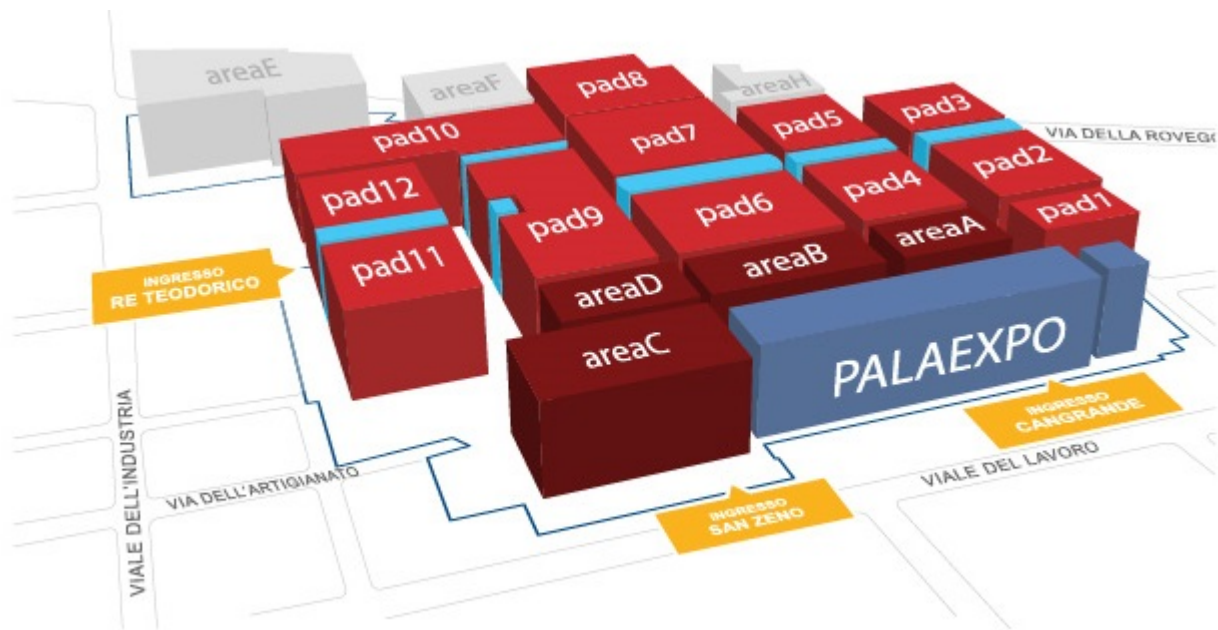 areaE
areaF
pad8
areaH
pad10
pad7
pad5
pad3
VIA DELLA ROVEGG
pad12
pad9
pad6
pad4
pad2
pad1
pad11
areaD
areaB
areaA
INGRESSO
RE TEODORICO
areaC
PALAEXPO
INGRESSO
CANGRANDE
VIALE DELL'INDUSTRIA
VIA DELL'ARTIGIANATO
VIALE DEL LAVORO
INGRESSO
SAN ZENO